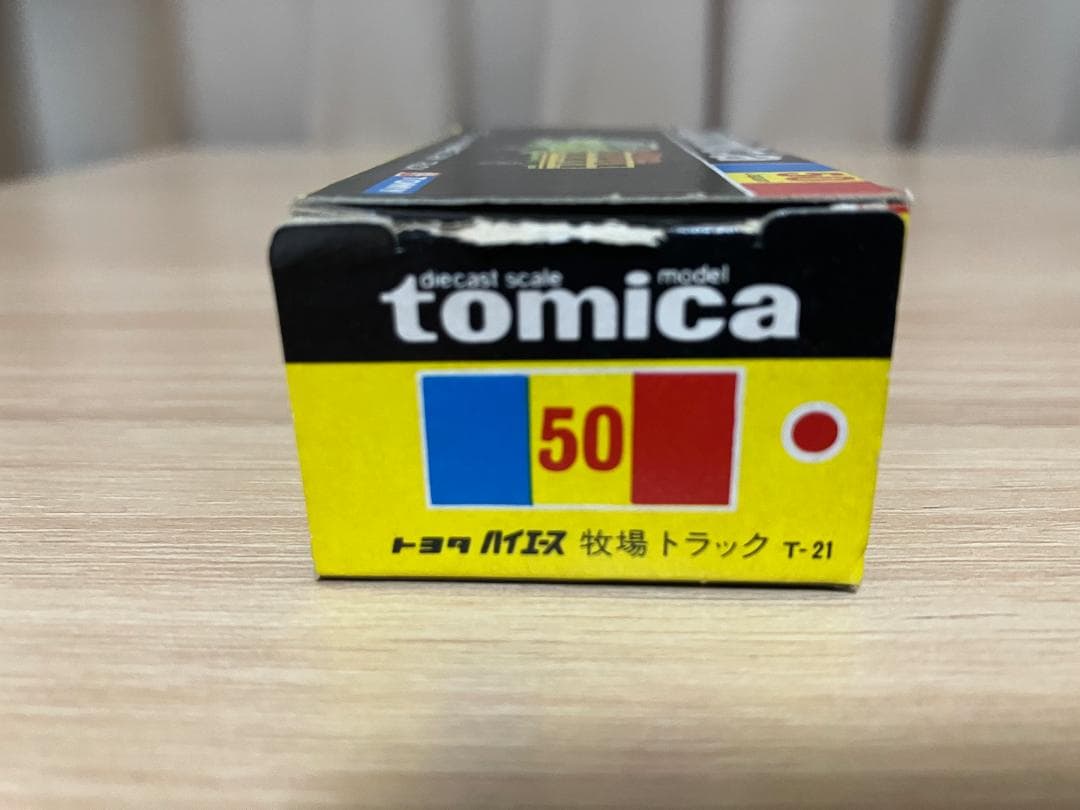 TOMY
diecast scale model
tomica
50
トヨタ ハイエース 牧場トラック T-21